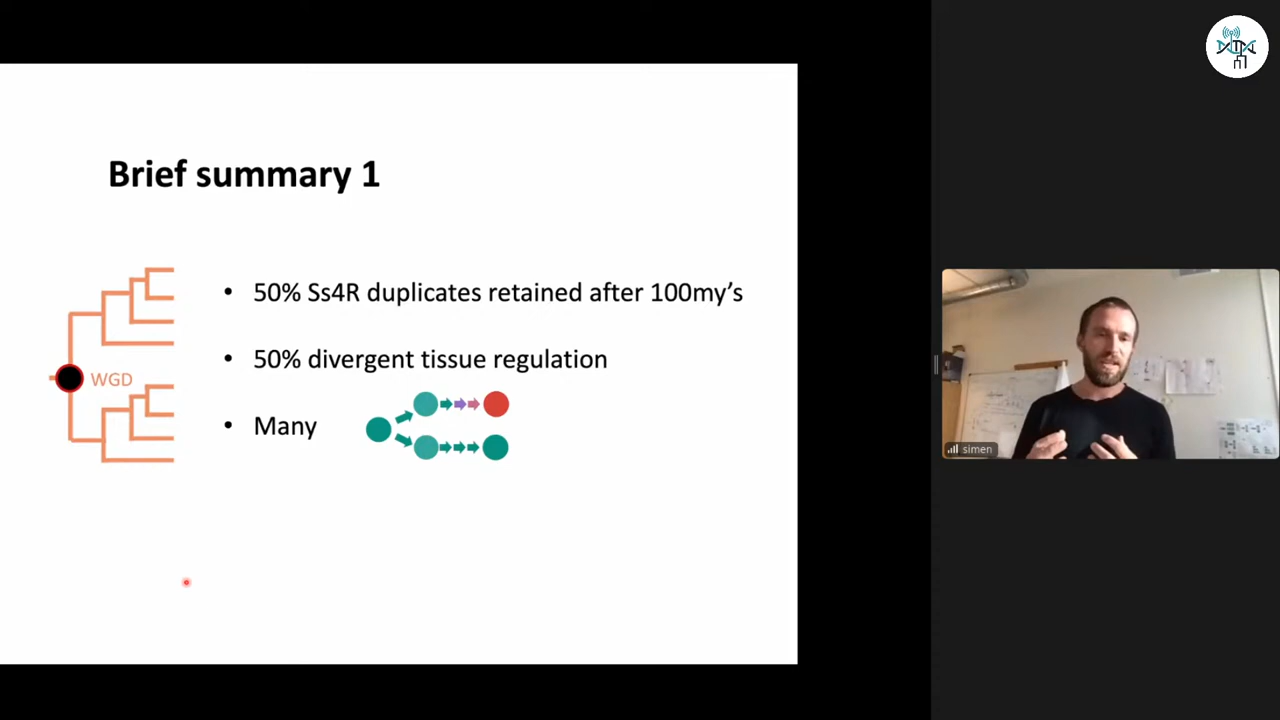 Brief summary 1
50% Ss4R duplicates retained after 100my's
50% divergent tissue regulation
WGD
Many
simen